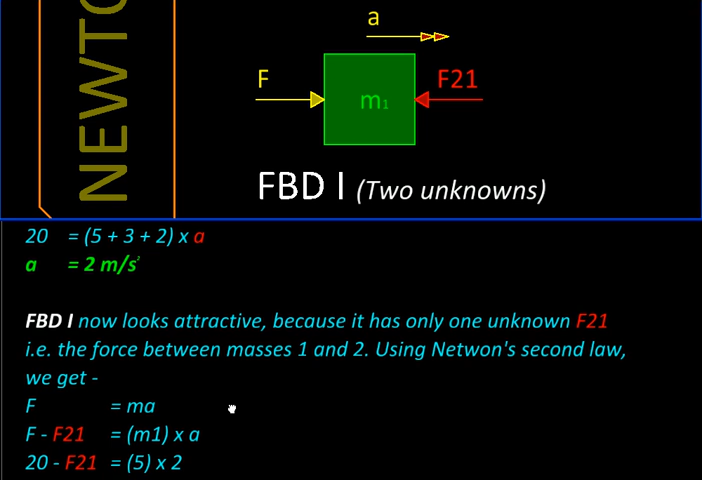 NEWTO
a
F
F21
m1
FBD I (Two unknowns)
20 = (5 + 3 + 2) x a
a = 2 m/s²
FBD I now looks attractive, because it has only one unknown F21
i.e. the force between masses 1 and 2. Using Netwon's second law,
we get -
F = ma
F - F21 = (m1) x a
20 - F21 = (5) x 2